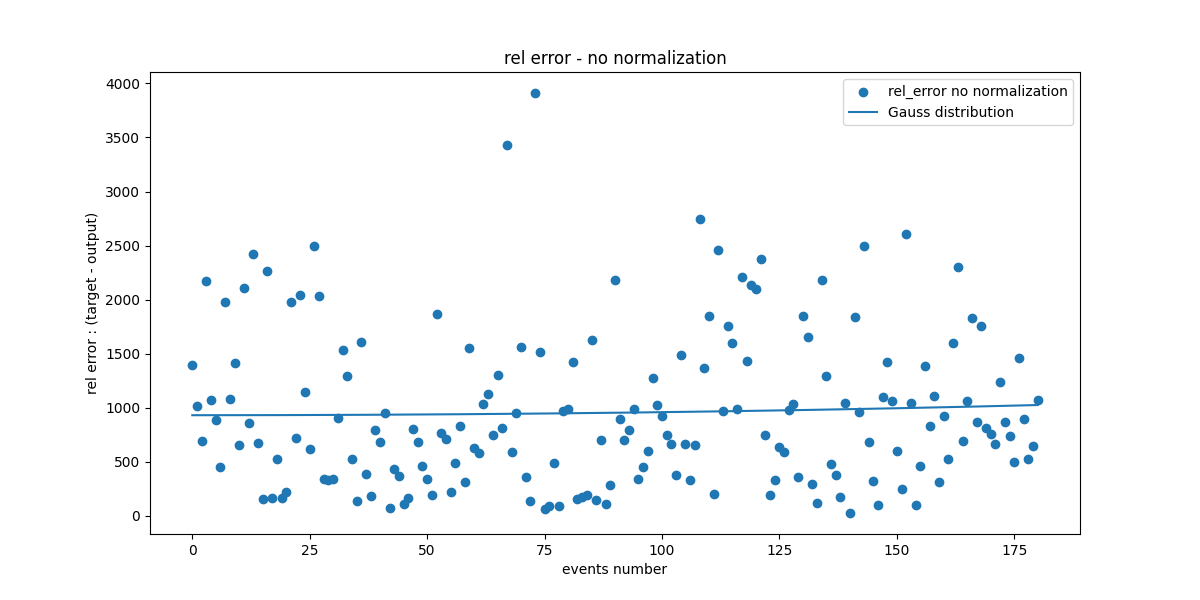 rel error - no normalization
rel_error no normalization
Gauss distribution
rel error : (target - output)
4000
3500
3000
2500
2000
1500
1000
500
0
0 25 50 75 100 125 150 175
events number